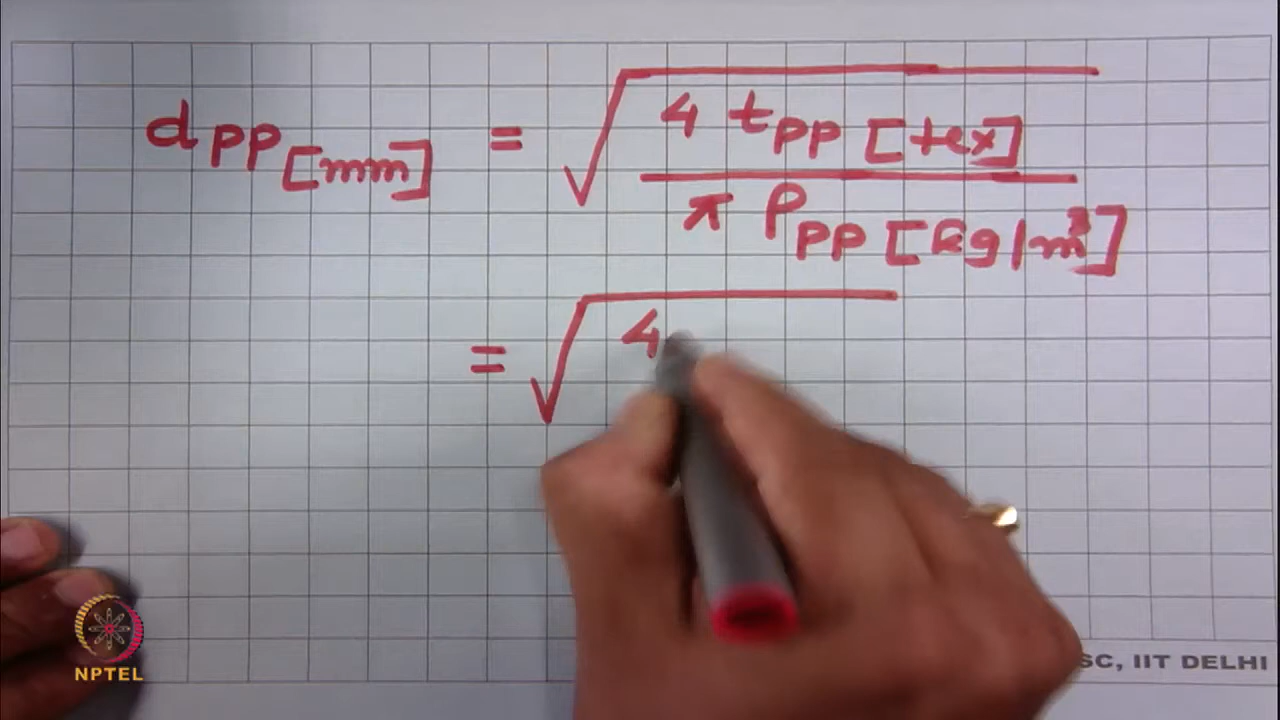 dPP[mm] = √(4 tPP[tex] / π ρPP[kg/m³])
= √4
NPTEL
SC, IIT DELHI